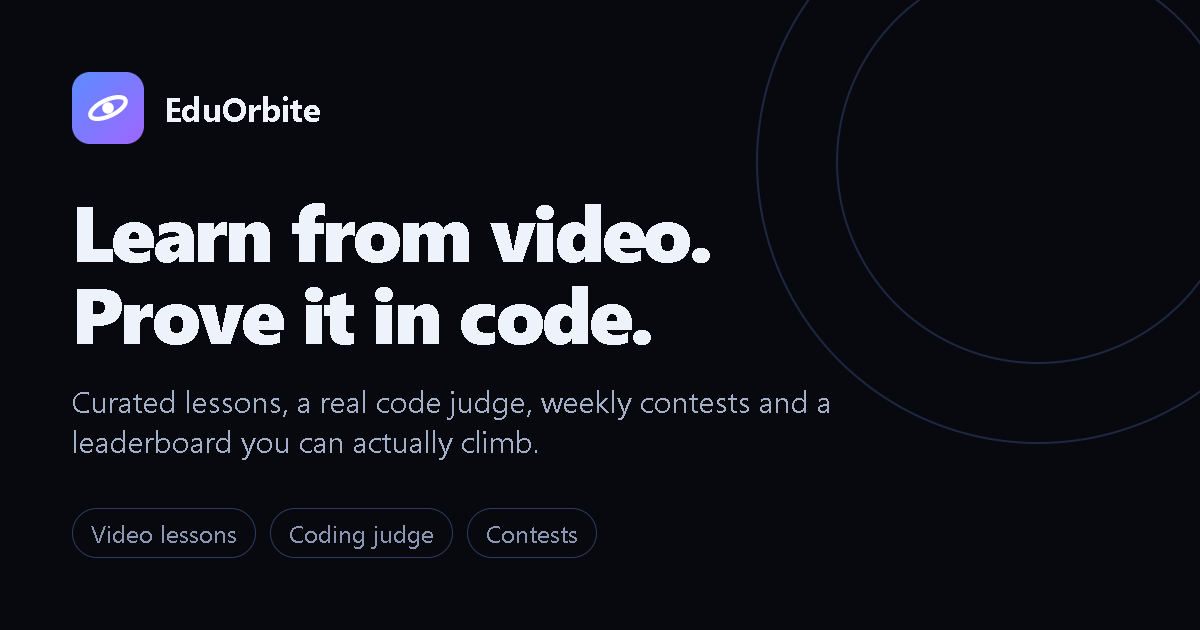 EduOrbite
Learn from video.
Prove it in code.
Curated lessons, a real code judge, weekly contests and a
leaderboard you can actually climb.
Video lessons
Coding judge
Contests